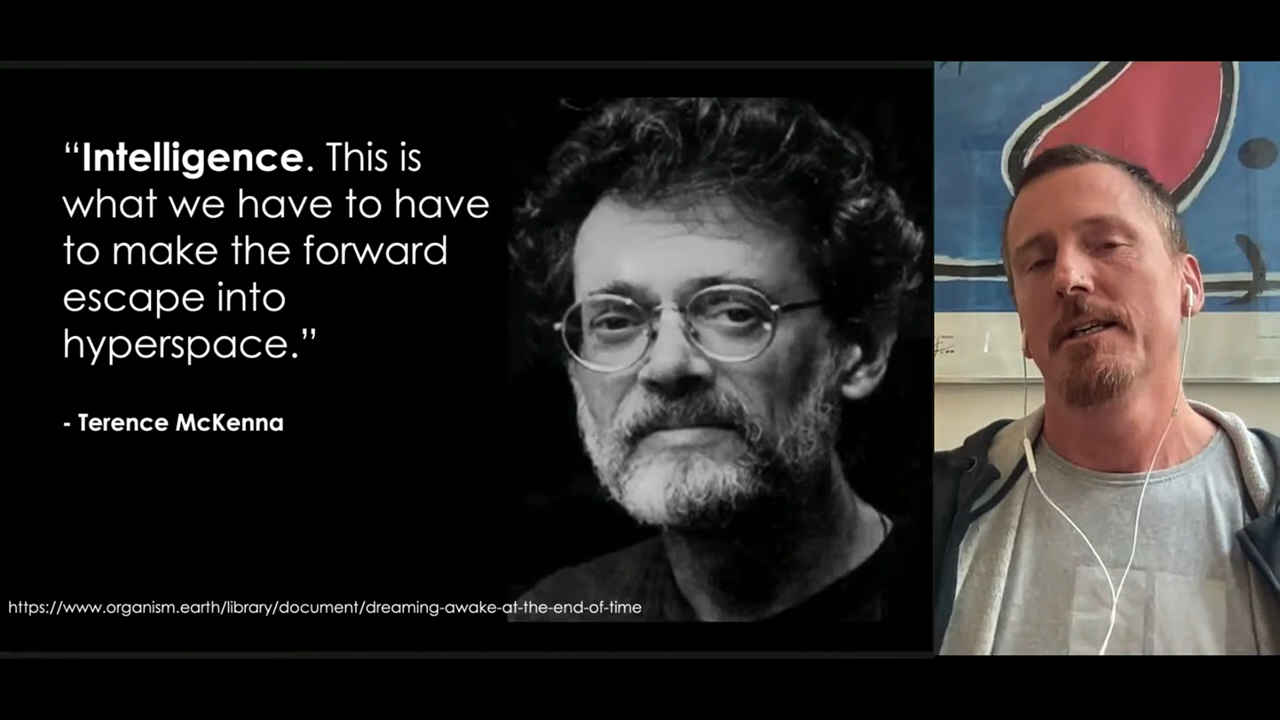 “Intelligence. This is
what we have to have
to make the forward
escape into
hyperspace.”
- Terence McKenna
https://www.organism.earth/library/document/dreaming-awake-at-the-end-of-time